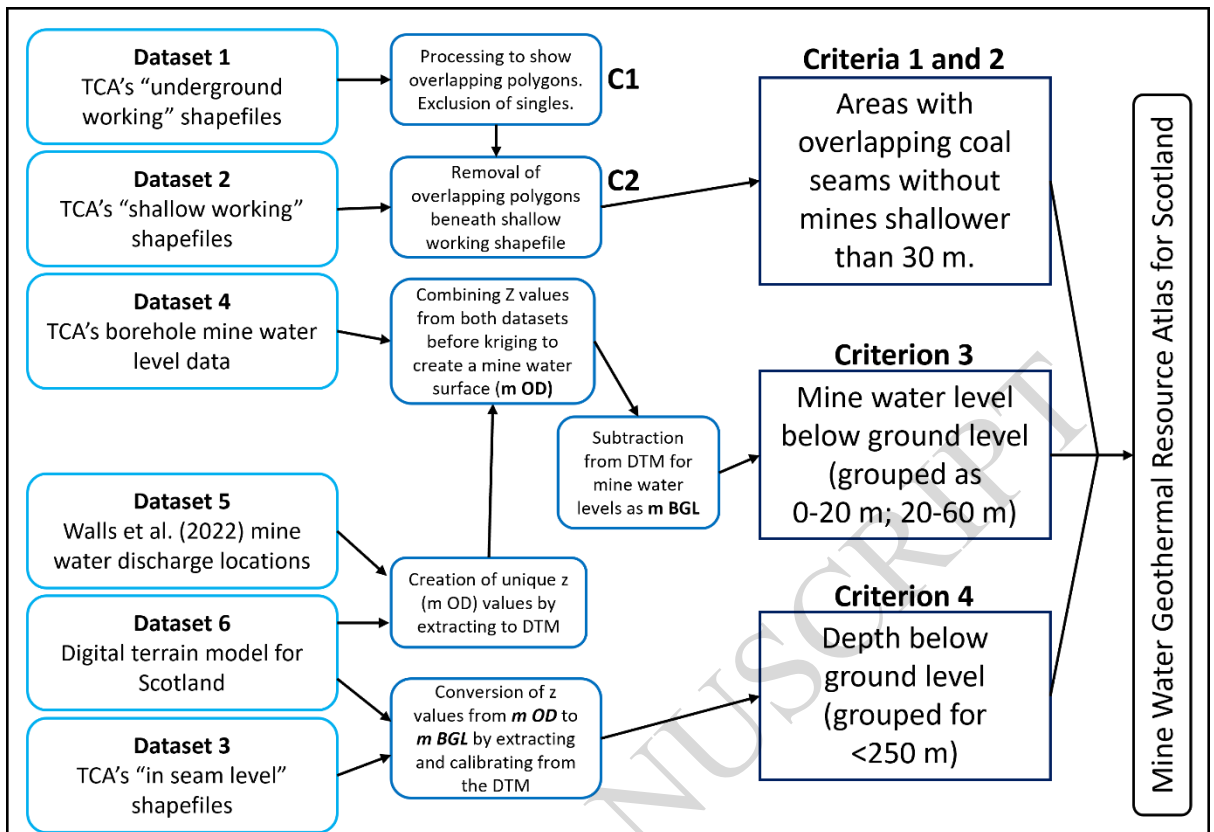 Dataset 1
TCA's “underground
working” shapefiles
Processing to show
overlapping polygons.
Exclusion of singles.
C1
Dataset 2
TCA's “shallow working”
shapefiles
Removal of
overlapping polygons
beneath shallow
working shapefile
C2
Criteria 1 and 2
Areas with
overlapping coal
seams without
mines shallower
than 30 m.
Dataset 4
TCA's borehole mine water
level data
Combining Z values
from both datasets
before kriging to
create a mine water
surface (m OD)
Subtraction
from DTM for
mine water
levels as m BGL
Criterion 3
Mine water level
below ground level
(grouped as
0-20 m; 20-60 m)
Dataset 5
Walls et al. (2022) mine
water discharge locations
Creation of unique z
(m OD) values by
extracting to DTM
Dataset 6
Digital terrain model for
Scotland
Dataset 3
TCA's “in seam level”
shapefiles
Conversion of z
values from m OD to
m BGL by extracting
and calibrating from
the DTM
Criterion 4
Depth below
ground level
(grouped for
<250 m)
Mine Water Geothermal Resource Atlas for Scotland
NUSCRIPT